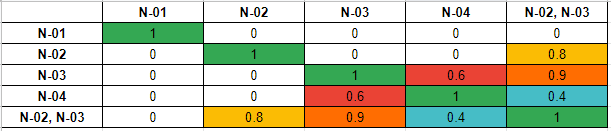 N-01 N-02 N-03 N-04 N-02, N-03
N-01 1 0 0 0 0
N-02 0 1 0 0 0.8
N-03 0 0 1 0.6 0.9
N-04 0 0 0.6 1 0.4
N-02, N-03 0 0.8 0.9 0.4 1